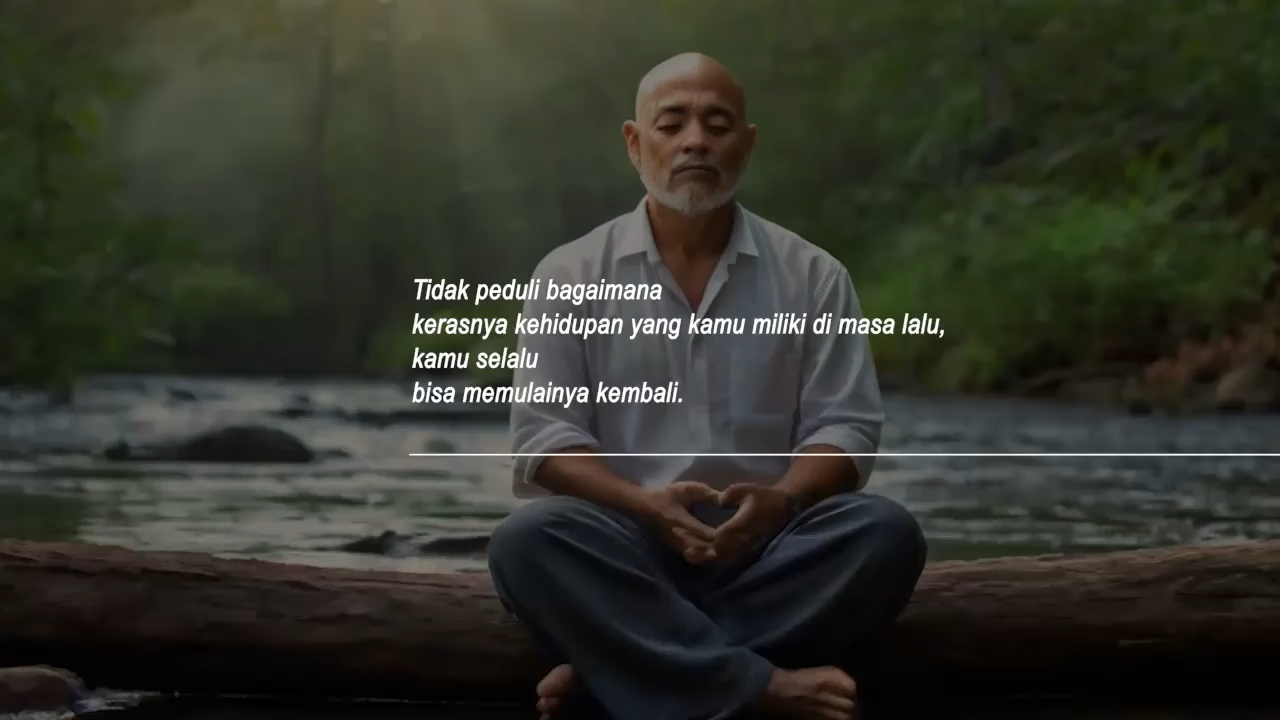 Tidak peduli bagaimana
kerasnya kehidupan yang kamu miliki di masa lalu,
kamu selalu
bisa memulainya kembali.